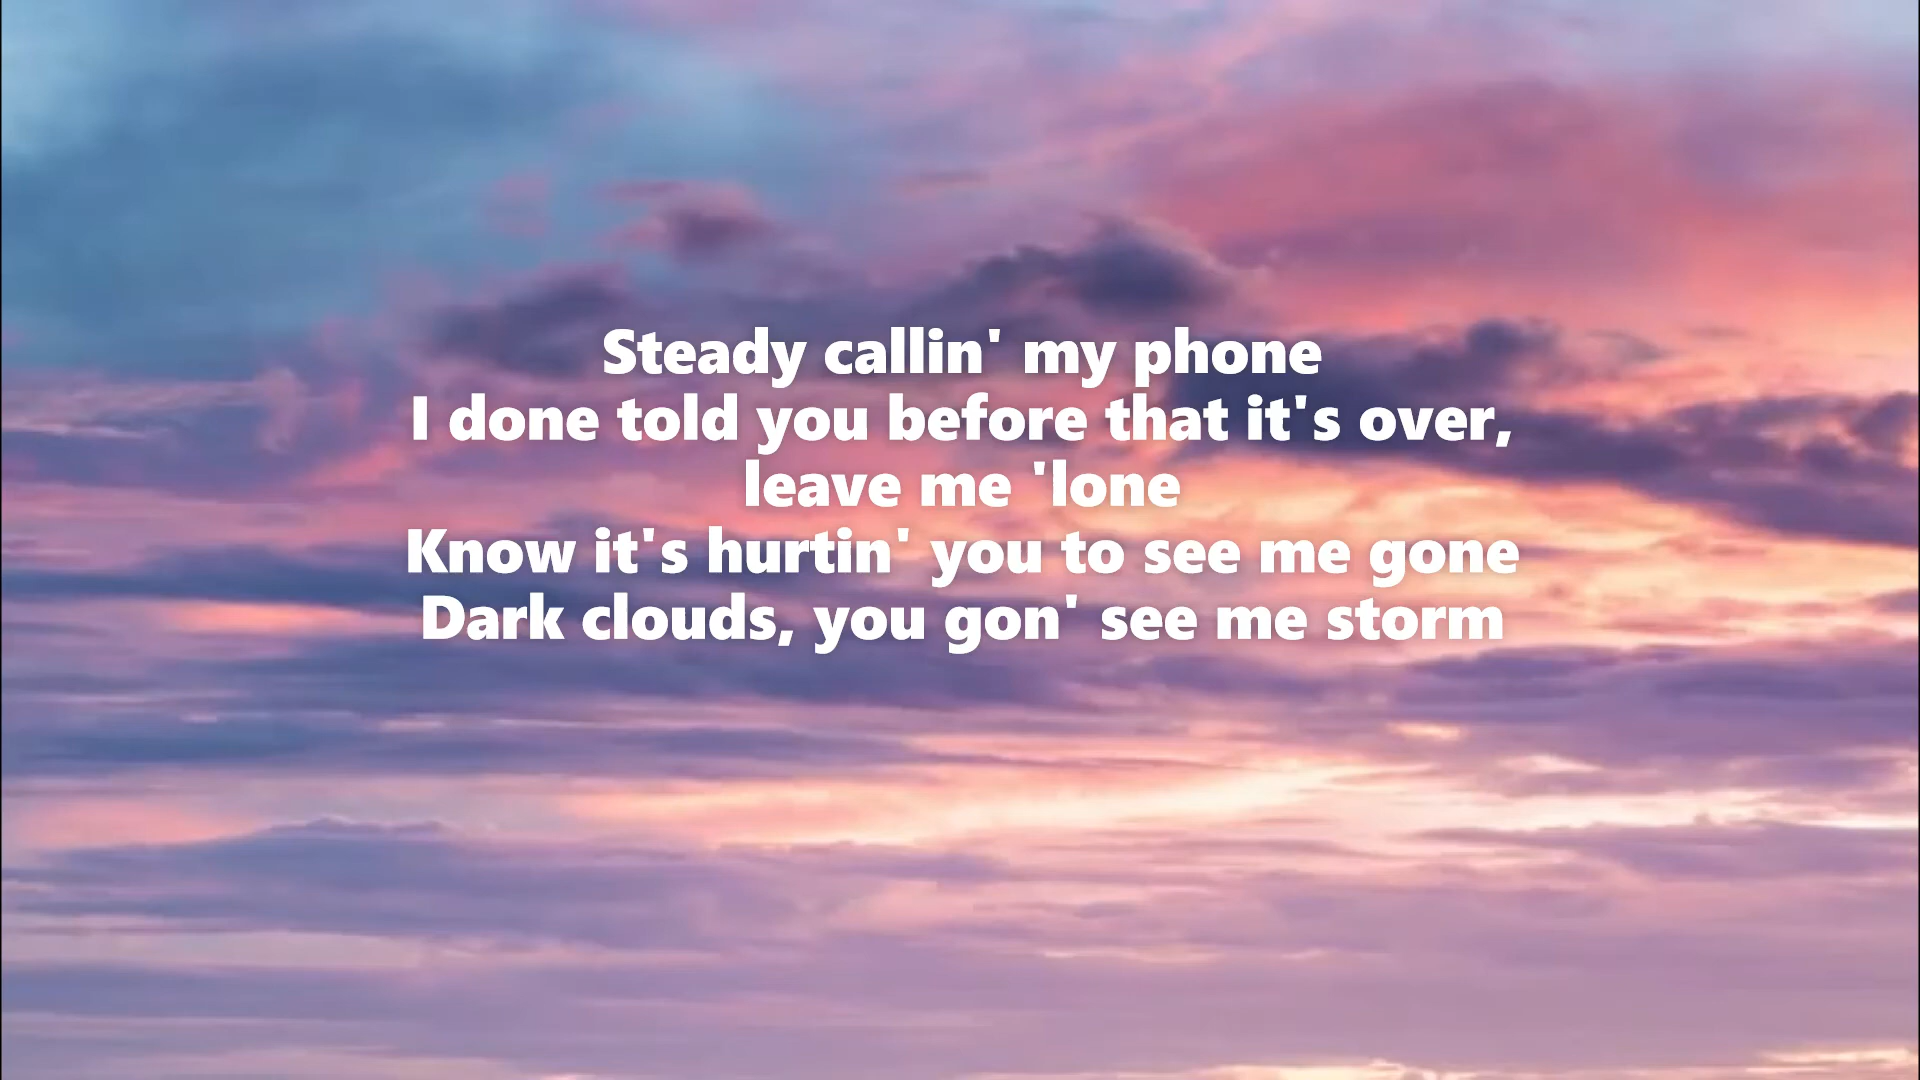 Steady callin' my phone
I done told you before that it's over,
leave me 'lone
Know it's hurtin' you to see me gone
Dark clouds, you gon' see me storm